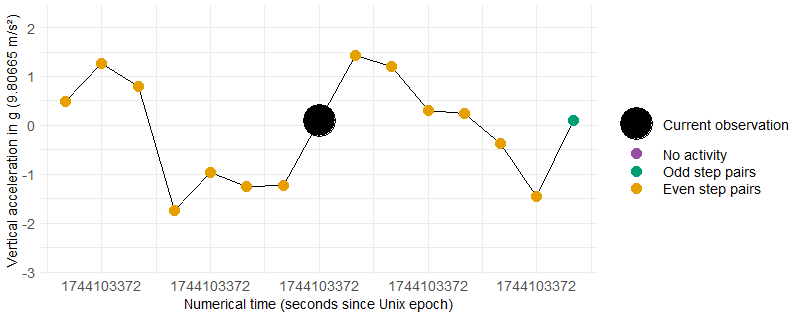 Vertical acceleration in g (9.80665 m/s²)
2
1
0
-1
-2
-3
1744103372 1744103372 1744103372 1744103372 1744103372
Numerical time (seconds since Unix epoch)
Current observation
No activity
Odd step pairs
Even step pairs